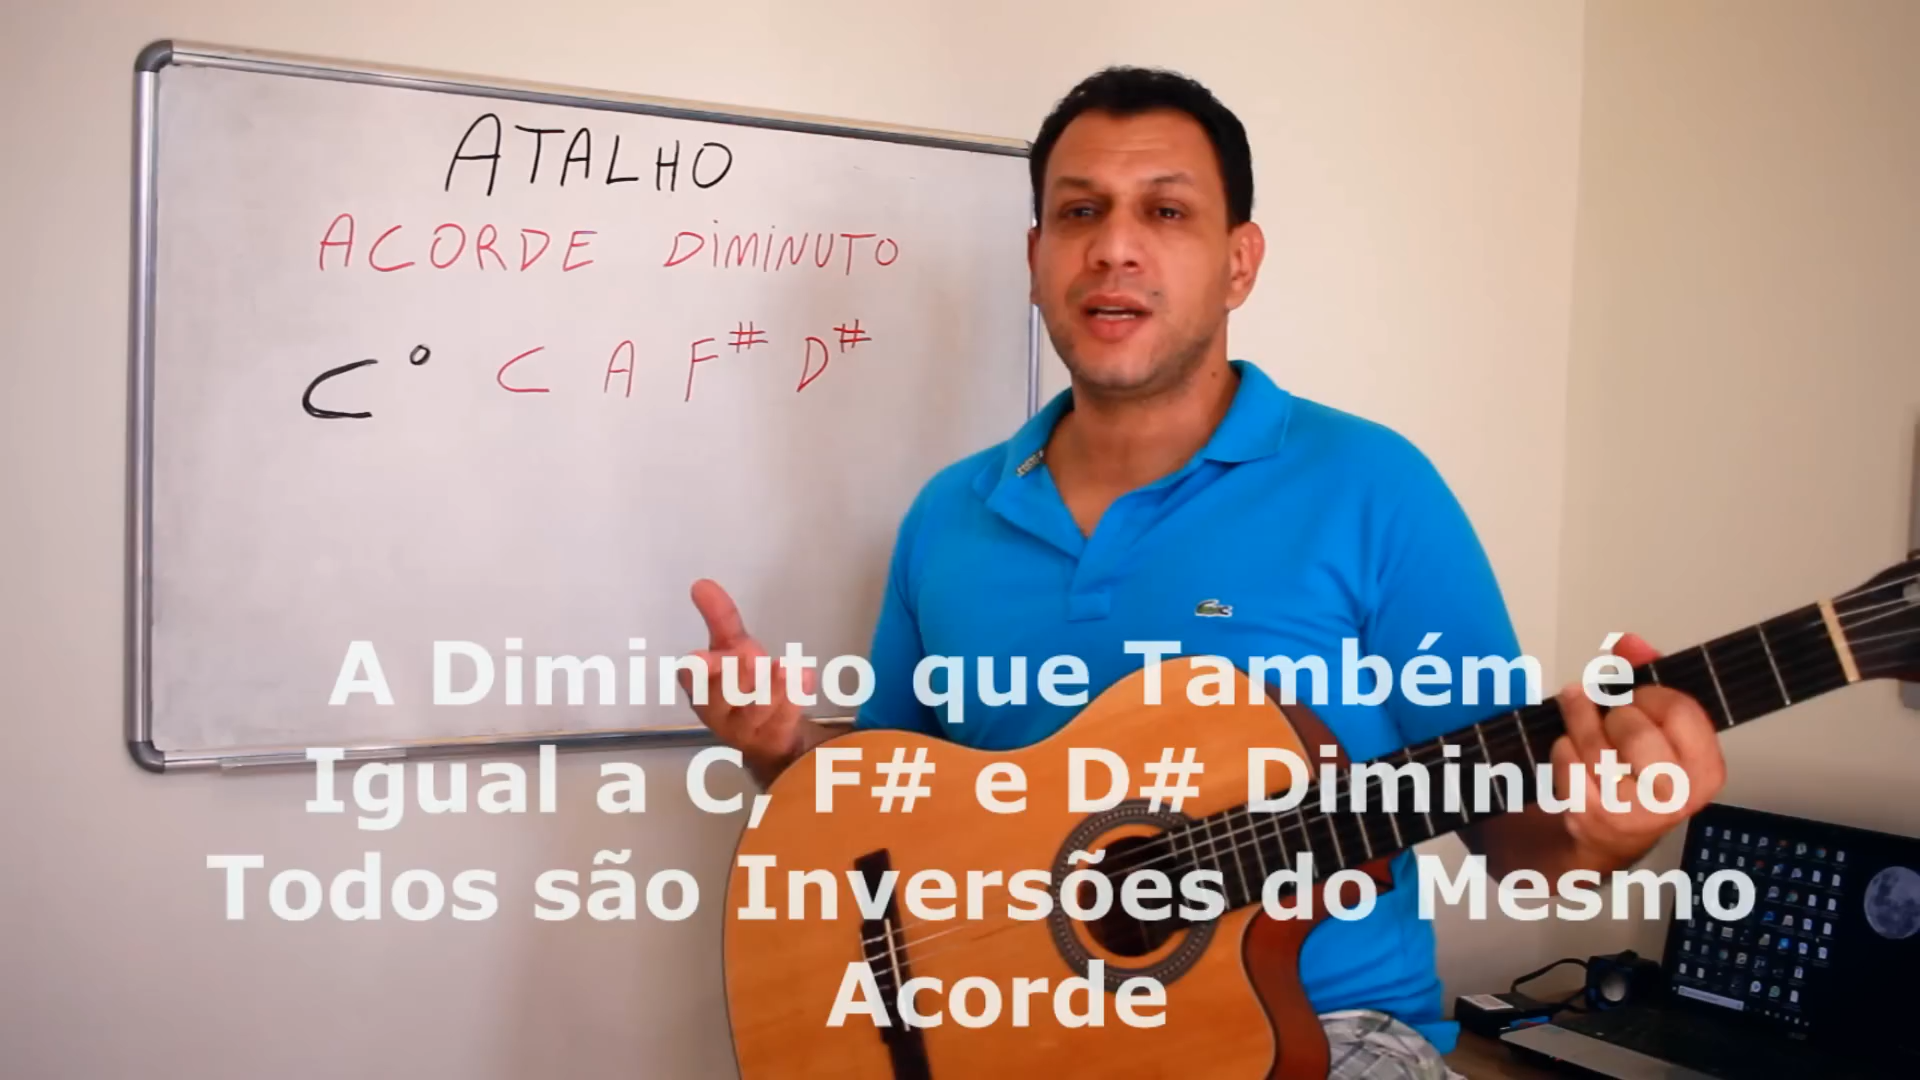 ATALHO
ACORDE DIMINUTO
C° C A F# D#
A Diminuto que Também é
Igual a C, F# e D# Diminuto
Todos são Inversões do Mesmo
Acorde